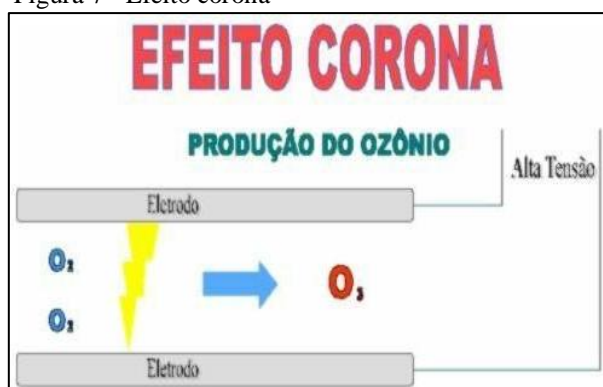 Figura 7 - Efeito corona
EFEITO CORONA
PRODUÇÃO DO OZÔNIO
Alta Tensão
Eletrodo
O₂
O₃
O₂
Eletrodo